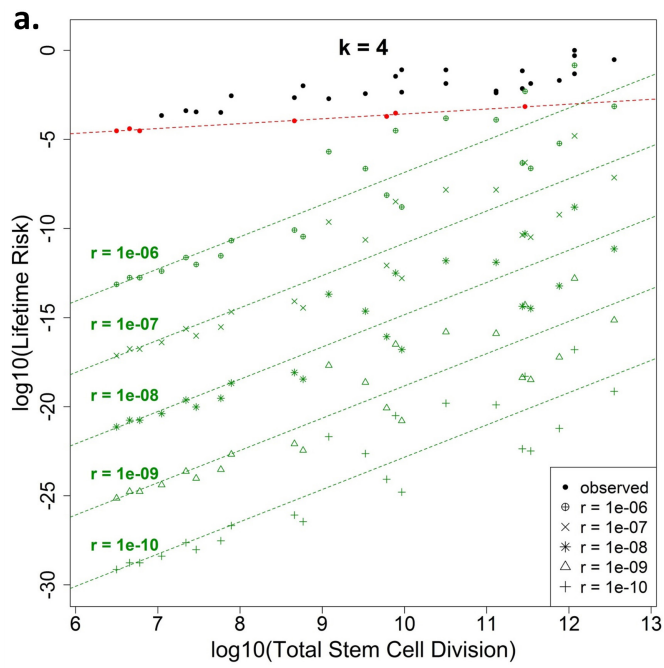 a.
k = 4
log10(Lifetime Risk)
0
-5
-10
-15
-20
-25
-30
r = 1e-06
r = 1e-07
r = 1e-08
r = 1e-09
r = 1e-10
observed
r = 1e-06
r = 1e-07
r = 1e-08
r = 1e-09
r = 1e-10
6 7 8 9 10 11 12 13
log10(Total Stem Cell Division)